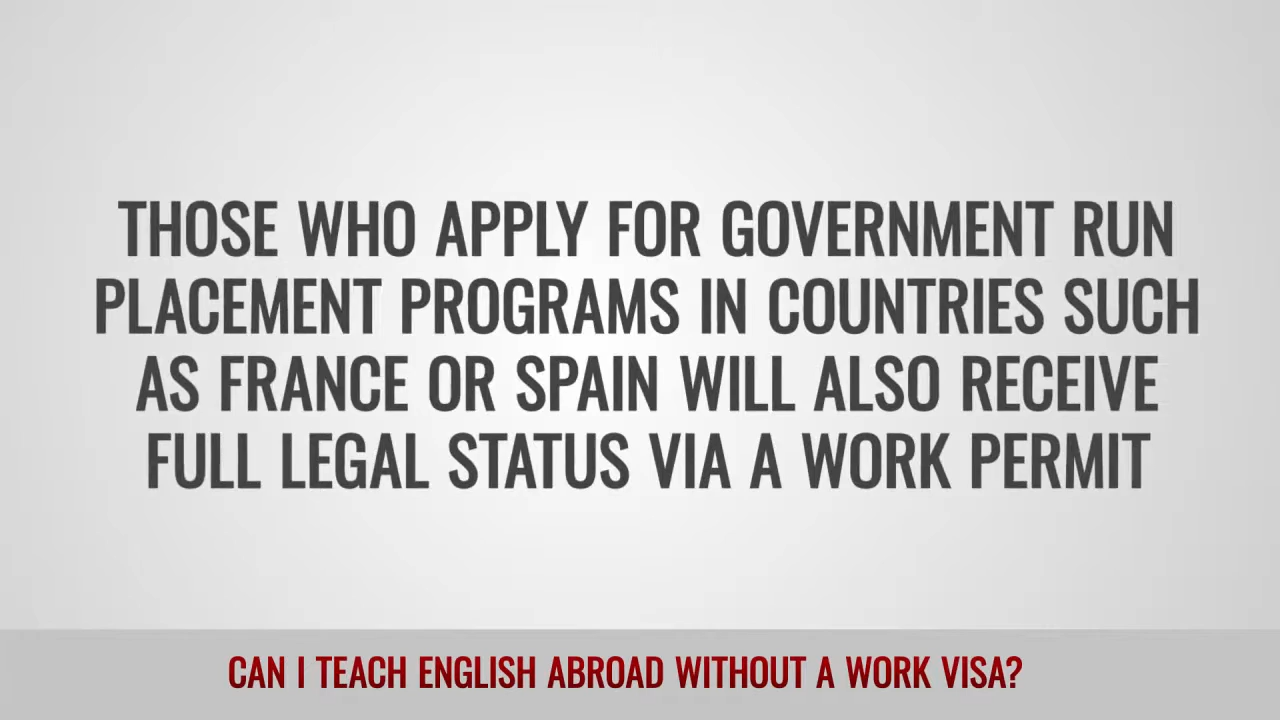 THOSE WHO APPLY FOR GOVERNMENT RUN
PLACEMENT PROGRAMS IN COUNTRIES SUCH
AS FRANCE OR SPAIN WILL ALSO RECEIVE
FULL LEGAL STATUS VIA A WORK PERMIT
CAN I TEACH ENGLISH ABROAD WITHOUT A WORK VISA?